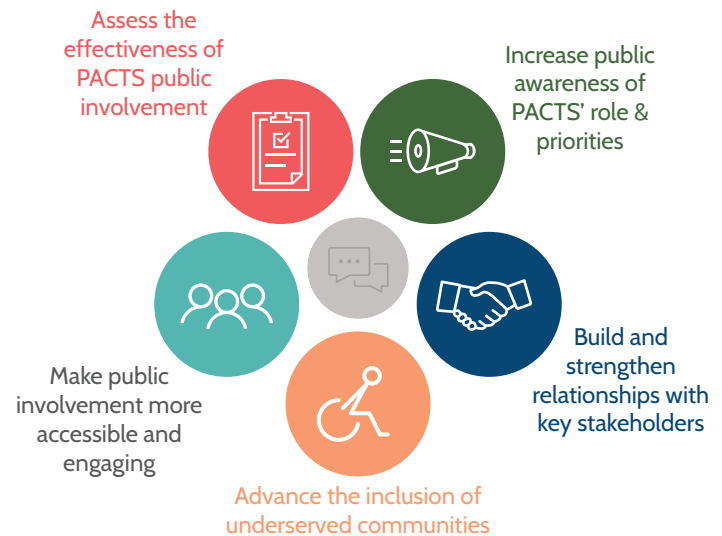 Assess the
effectiveness of
PACTS public
involvement
Increase public
awareness of
PACTS' role &
priorities
Build and
strengthen
relationships with
key stakeholders
Make public
involvement more
accessible and
engaging
Advance the inclusion of
underserved communities